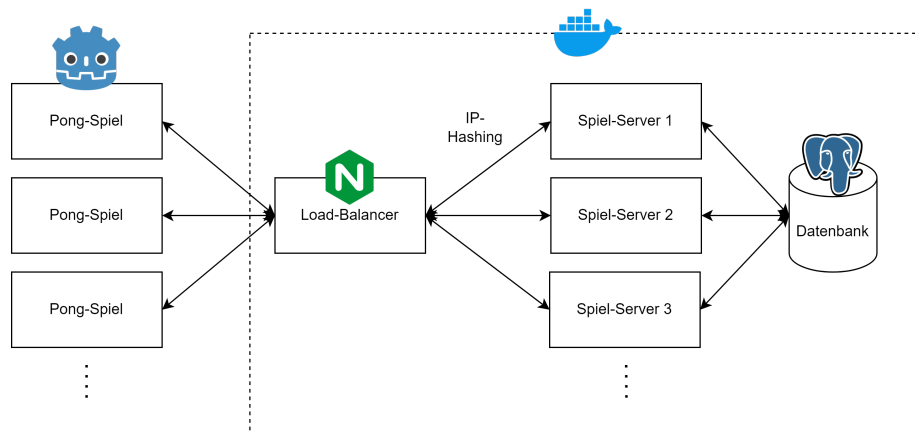 Pong-Spiel
Pong-Spiel
Pong-Spiel
Load-Balancer
IP-
Hashing
Spiel-Server 1
Spiel-Server 2
Spiel-Server 3
Datenbank